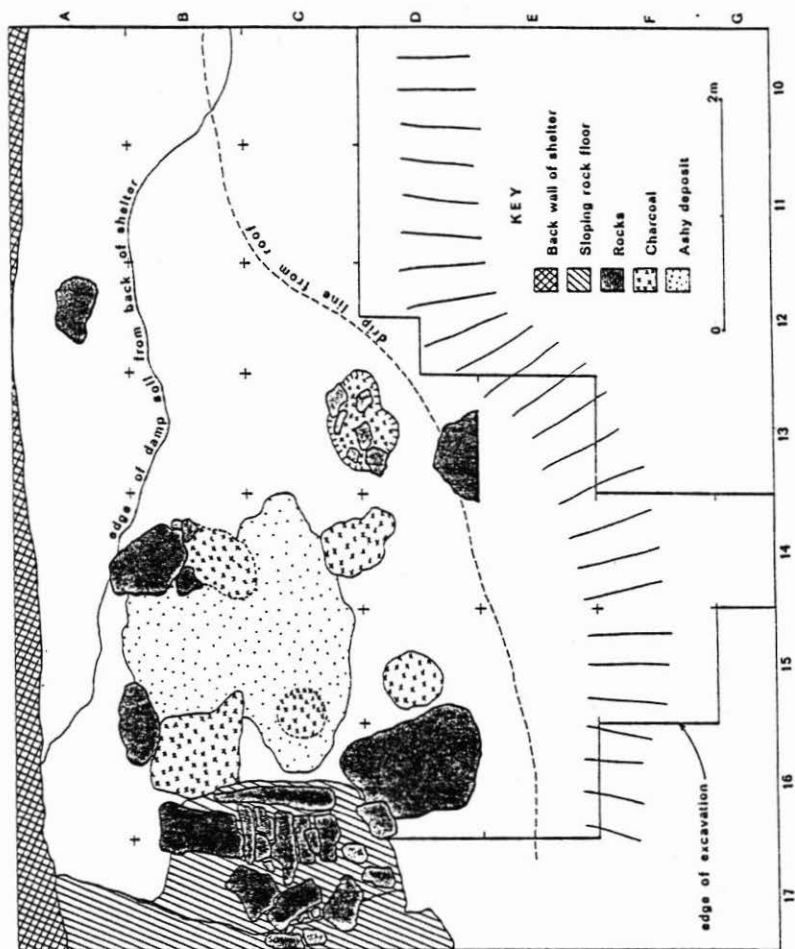 A
B
C
D
E
F
G
10
11
12
13
14
15
16
17
edge of damp soil from back of shelter
drip line from roof
KEY
Back wall of shelter
Sloping rock floor
Rocks
Charcoal
Ashy deposit
0
2m
edge of excavation